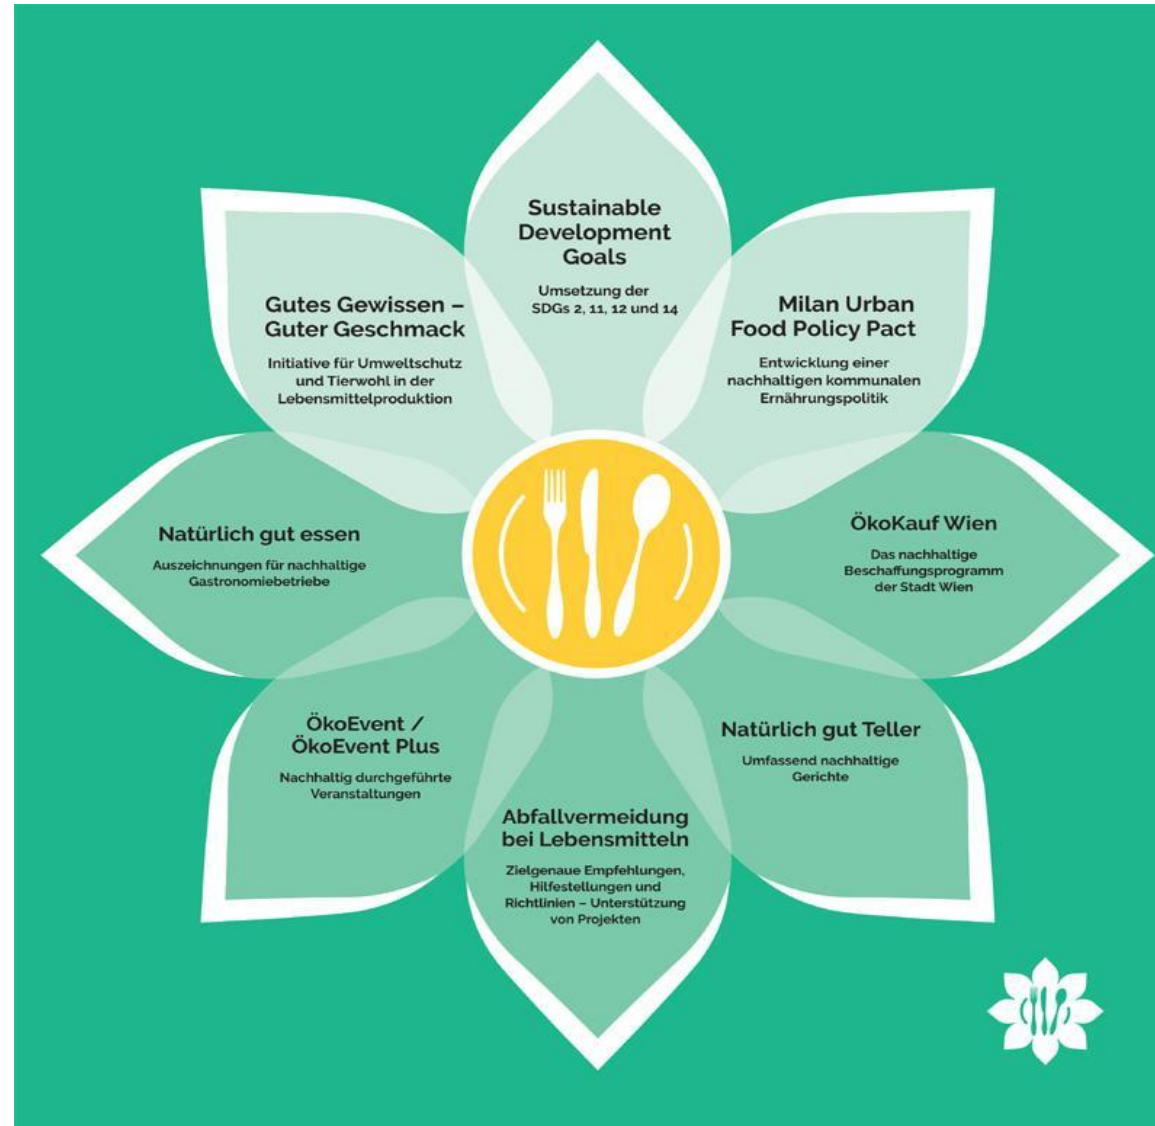 Sustainable
Development
Goals
Umsetzung der
SDGs 2, 11, 12 und 14
Gutes Gewissen –
Guter Geschmack
Initiative für Umweltschutz
und Tierwohl in der
Lebensmittelproduktion
Milan Urban
Food Policy Pact
Entwicklung einer
nachhaltigen kommunalen
Ernährungspolitik
Natürlich gut essen
Auszeichnungen für nachhaltige
Gastronomiebetriebe
ÖkoKauf Wien
Das nachhaltige
Beschaffungsprogramm
der Stadt Wien
ÖkoEvent /
ÖkoEvent Plus
Nachhaltig durchgeführte
Veranstaltungen
Natürlich gut Teller
Umfassend nachhaltige
Gerichte
Abfallvermeidung
bei Lebensmitteln
Zielgenaue Empfehlungen,
Hilfestellungen und
Richtlinien – Unterstützung
von Projekten